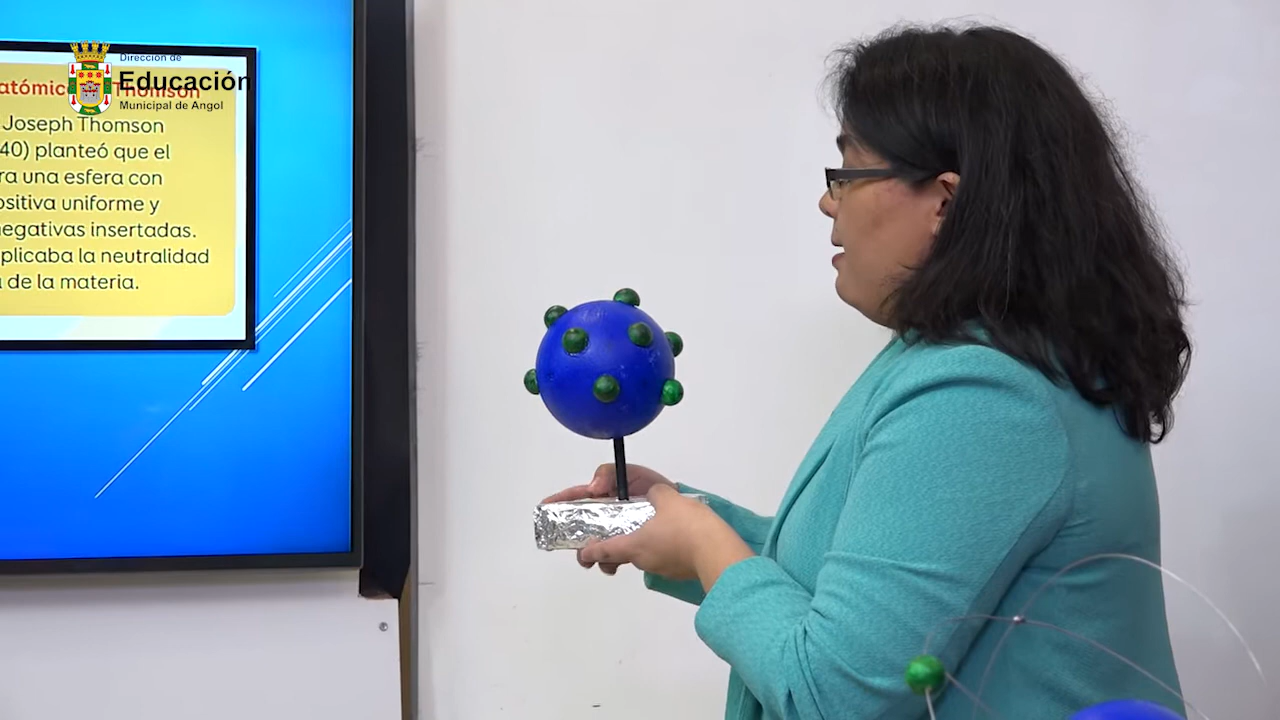 Dirección de
Educación
Municipal de Angol
atómico
Thomson
Joseph Thomson
40) planteó que el
ra una esfera con
ositiva uniforme y
negativas insertadas.
plicaba la neutralidad
a de la materia.